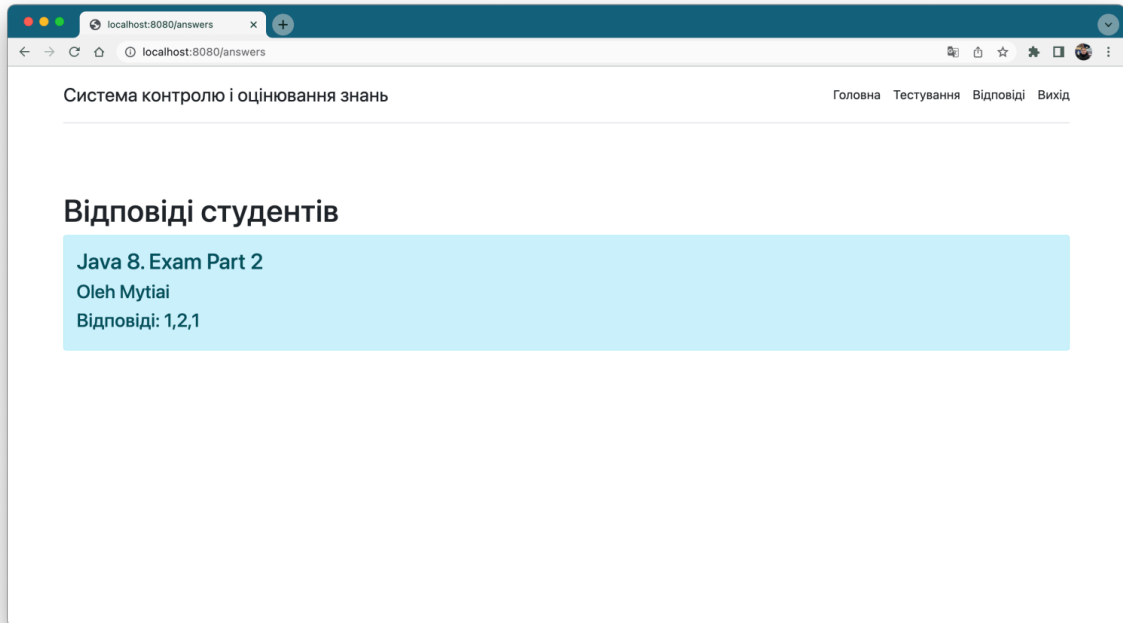 localhost:8080/answers
localhost:8080/answers
Система контролю і оцінювання знань
Головна Тестування Відповіді Вихід
Відповіді студентів
Java 8. Exam Part 2
Oleh Mytiai
Відповіді: 1,2,1